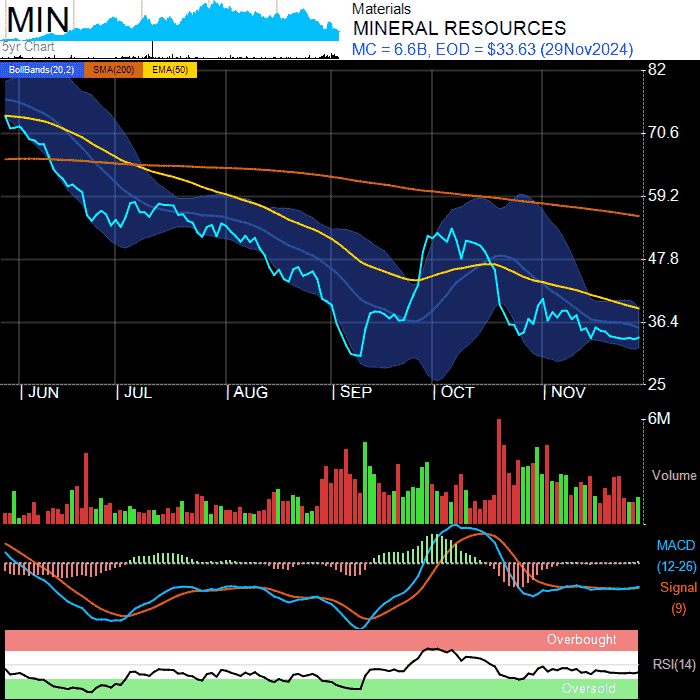 MIN
5yr Chart
Materials
MINERAL RESOURCES
MC = 6.6B, EOD = $33.63 (29Nov2024)
BollBands(20,2) SMA(200) EMA(50)
82
70.6
59.2
47.8
36.4
25
JUN JUL AUG SEP OCT NOV
6M
Volume
MACD
(12-26)
Signal
(9)
Overbought
RSI(14)
Oversold